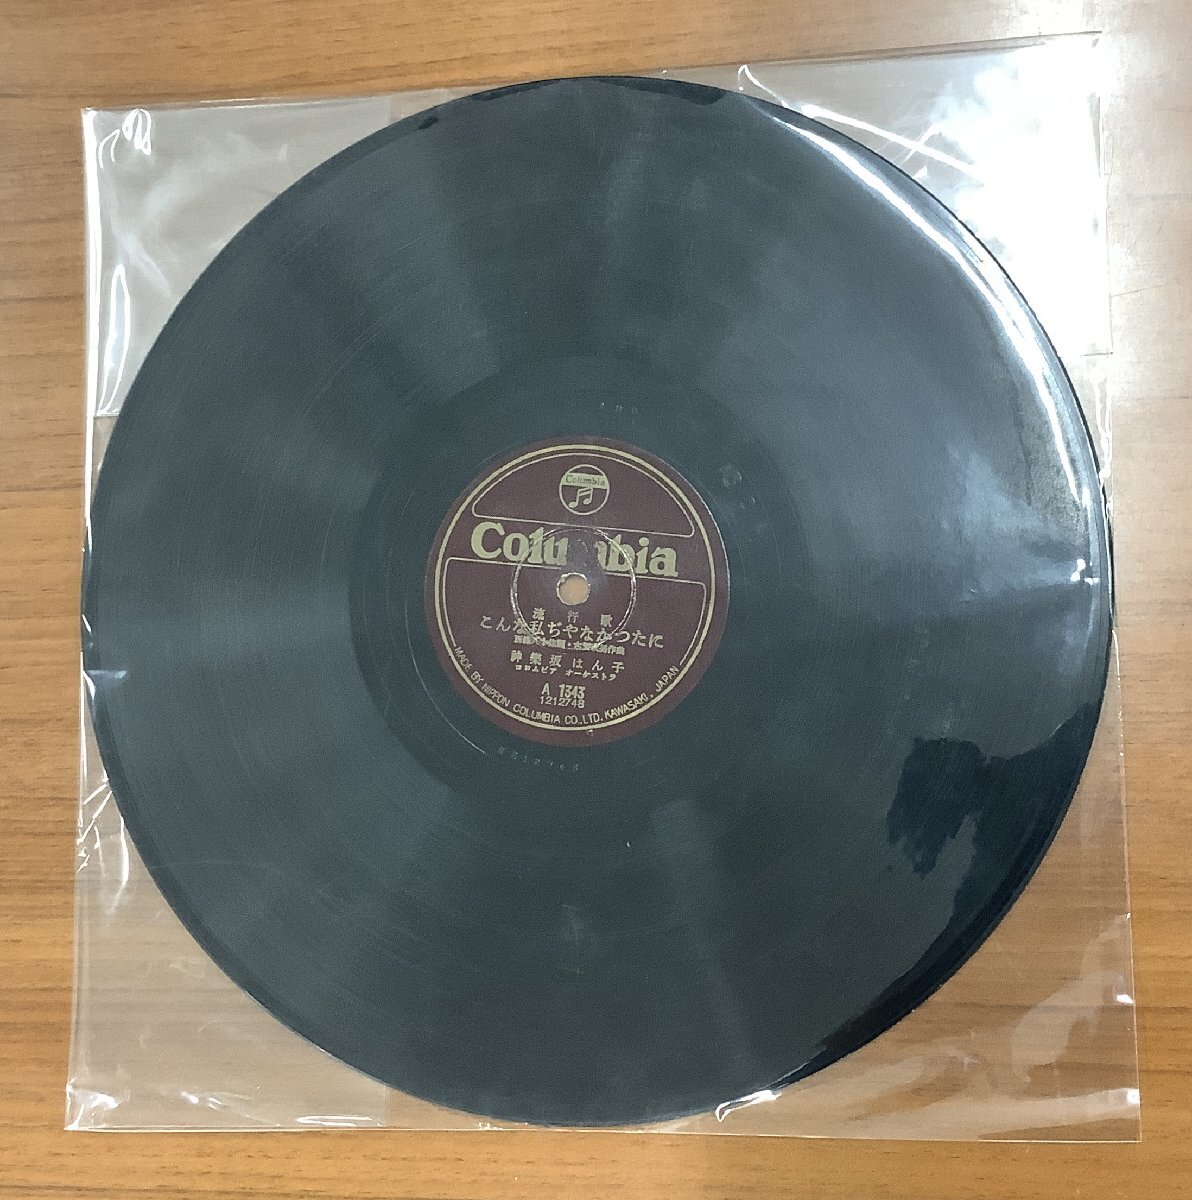 Columbia
Columbia
流行歌
こんな私ぢやなかつたに
神楽坂はん子
コロムビア オーケストラ
A 1343
1212748
MADE BY NIPPON COLUMBIA CO., LTD. KAWASAKI, JAPAN